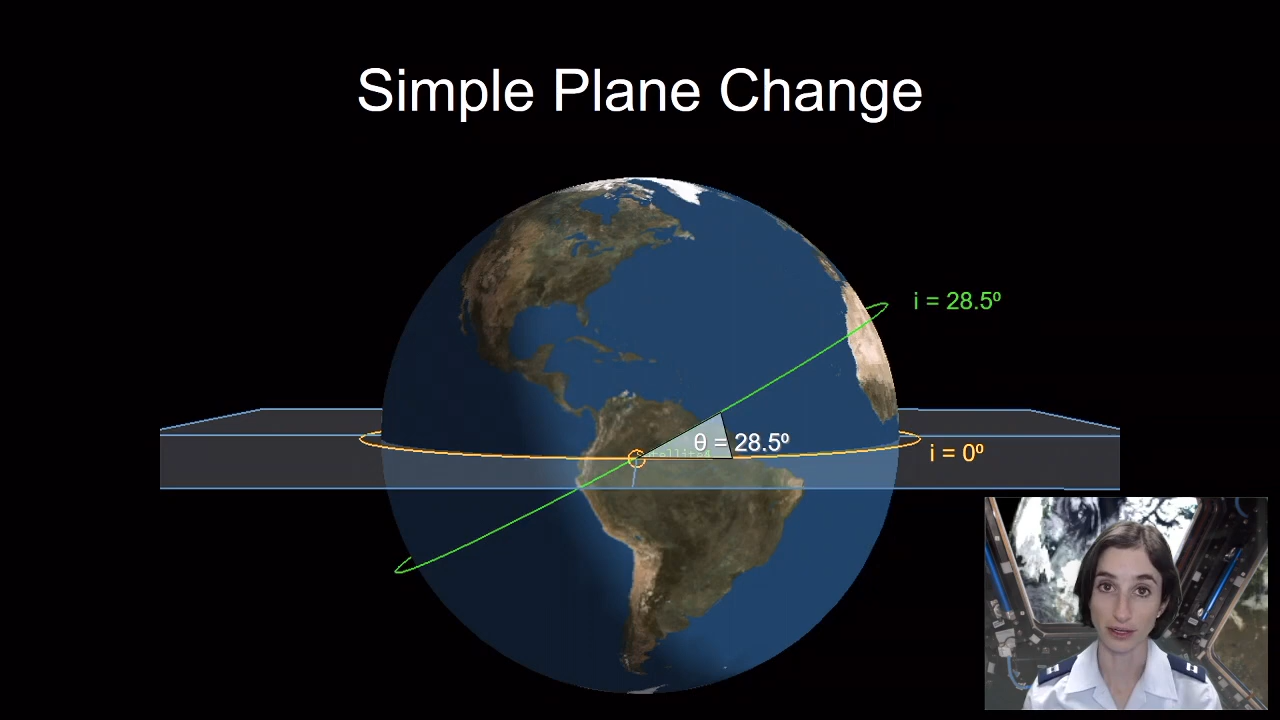 Simple Plane Change
i = 28.5º
θ = 28.5º
i = 0º